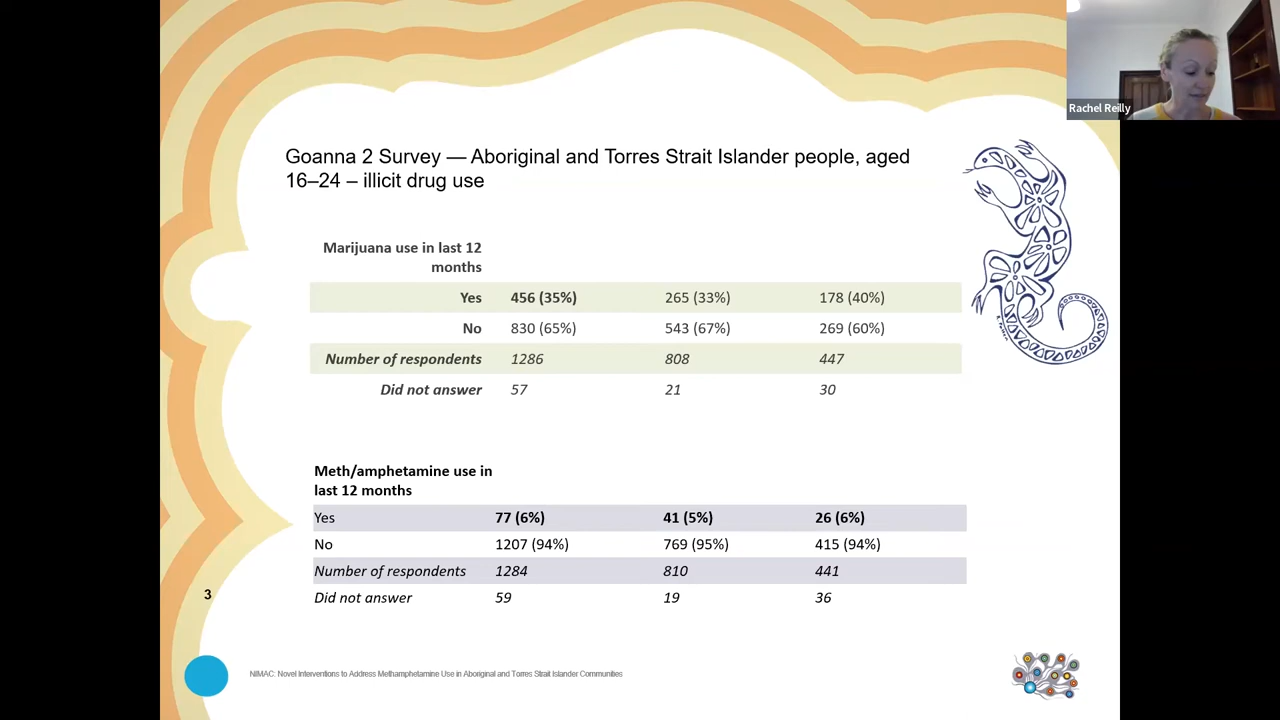 Rachel Reilly
Goanna 2 Survey — Aboriginal and Torres Strait Islander people, aged
16–24 – illicit drug use
Marijuana use in last 12
months
Yes 456 (35%) 265 (33%) 178 (40%)
No 830 (65%) 543 (67%) 269 (60%)
Number of respondents 1286 808 447
Did not answer 57 21 30
Meth/amphetamine use in
last 12 months
Yes 77 (6%) 41 (5%) 26 (6%)
No 1207 (94%) 769 (95%) 415 (94%)
Number of respondents 1284 810 441
Did not answer 59 19 36
3
NIMAC: Novel Interventions to Address Methamphetamine Use in Aboriginal and Torres Strait Islander Communities